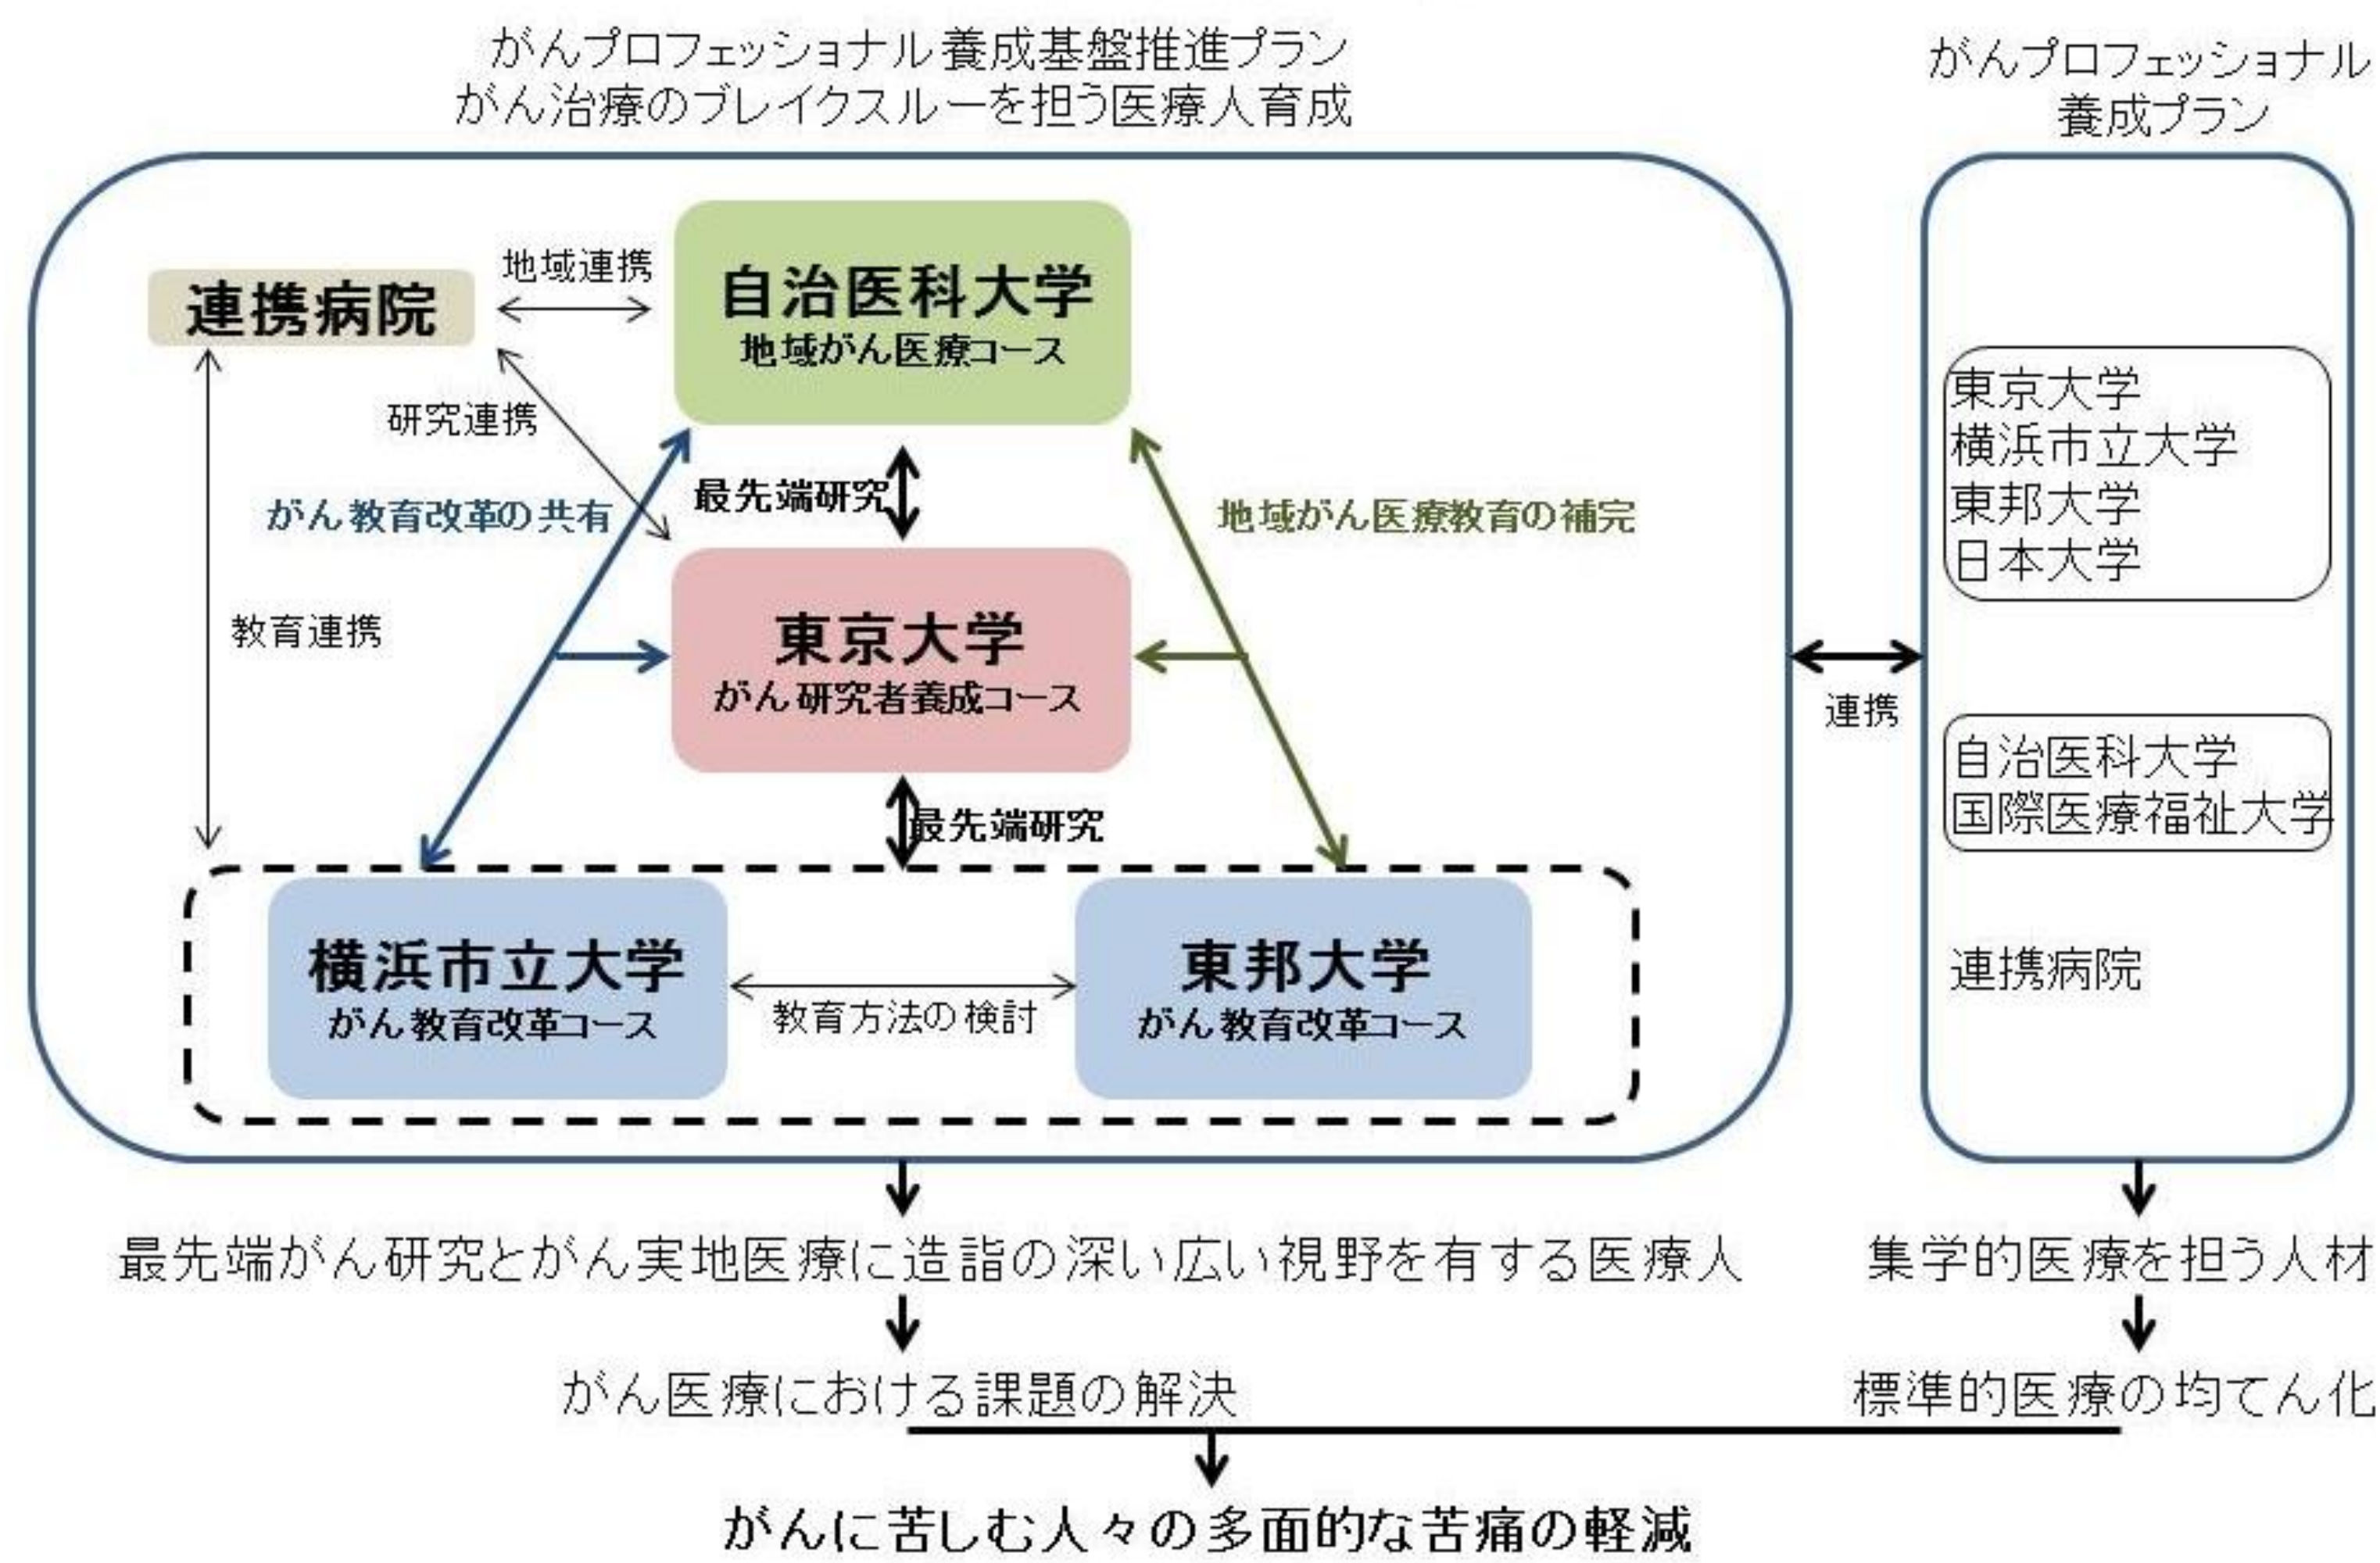 がんプロフェッショナル養成基盤推進プラン
がん治療のブレイクスルーを担う医療人育成
がんプロフェッショナル
養成プラン
連携病院
地域連携
自治医科大学
地域がん医療コース
研究連携
がん教育改革の共有
最先端研究
地域がん医療教育の補完
教育連携
東京大学
がん研究者養成コース
最先端研究
横浜市立大学
がん教育改革コース
教育方法の検討
東邦大学
がん教育改革コース
連携
東京大学
横浜市立大学
東邦大学
日本大学
自治医科大学
国際医療福祉大学
連携病院
最先端がん研究とがん実地医療に造詣の深い広い視野を有する医療人
集学的医療を担う人材
がん医療における課題の解決
標準的医療の均てん化
がんに苦しむ人々の多面的な苦痛の軽減